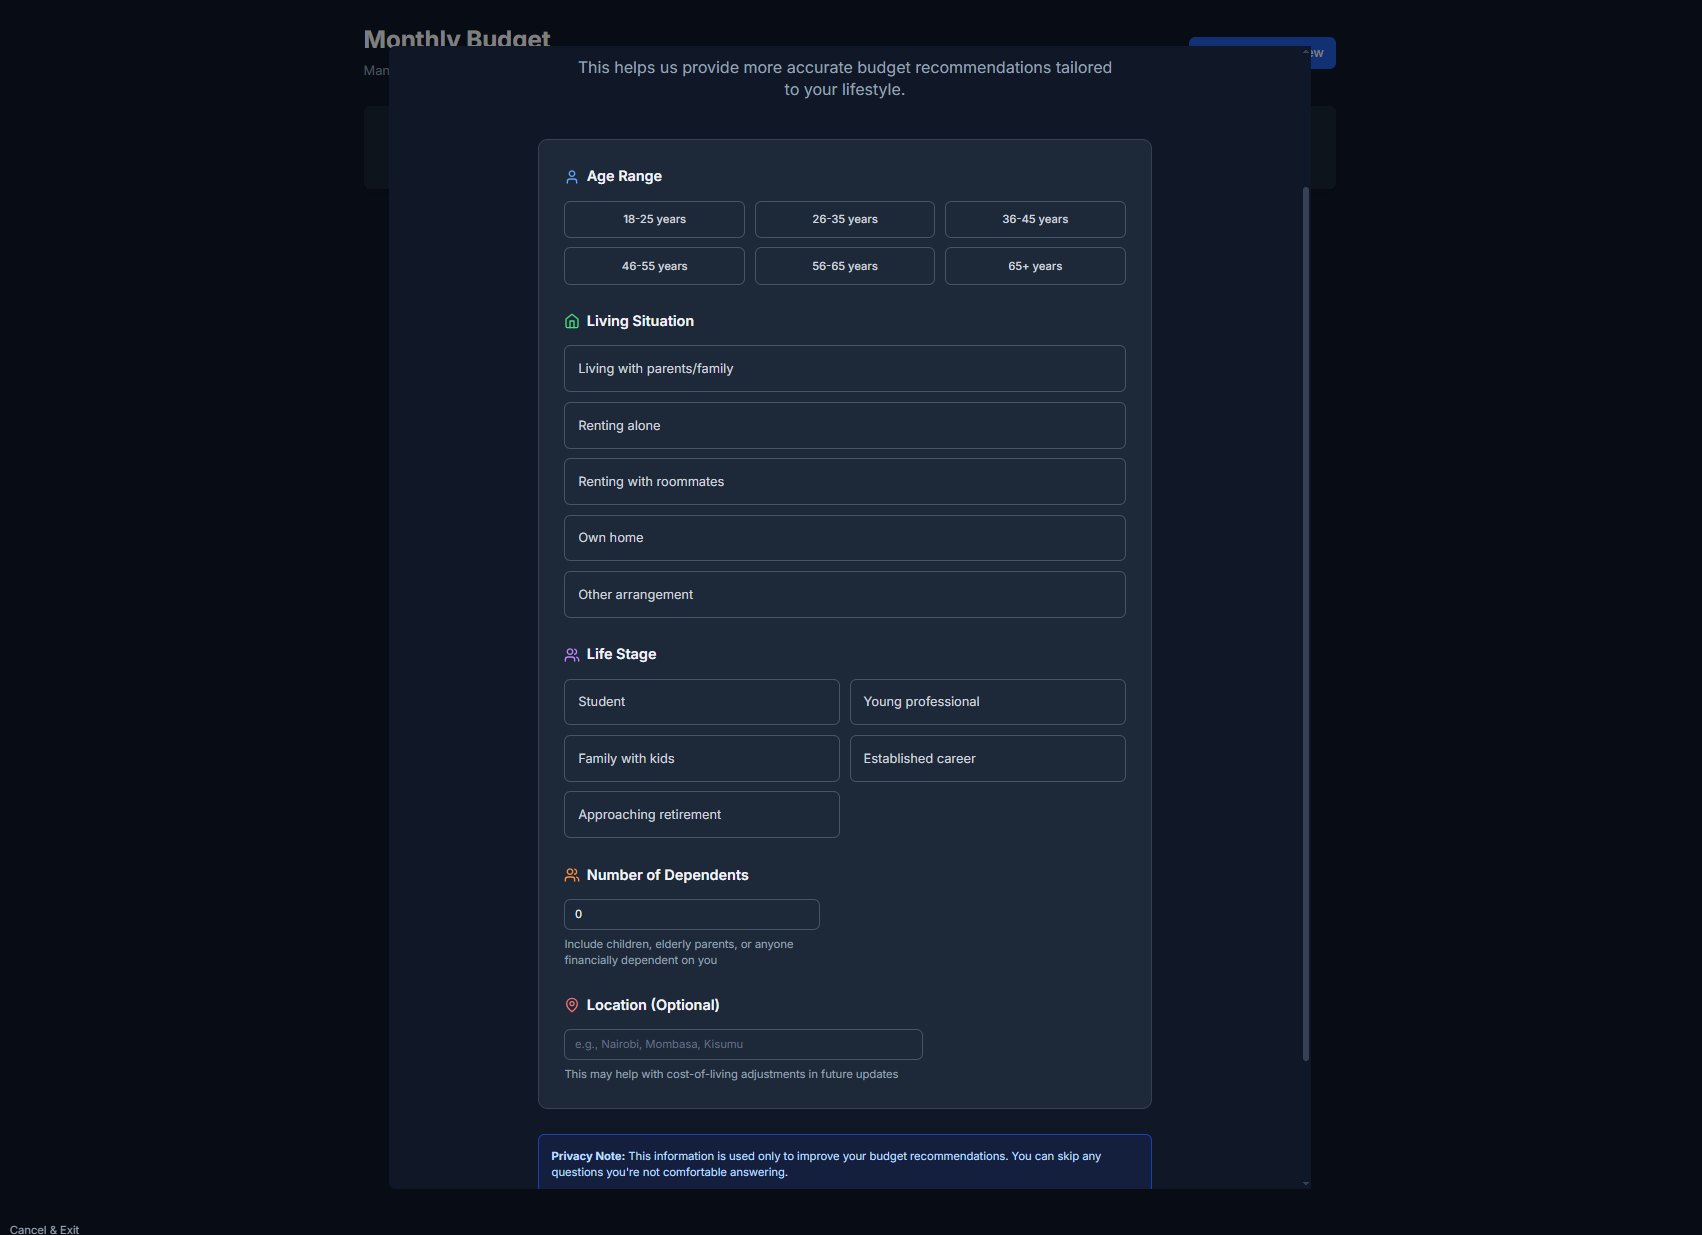 Monthly Budget
Man
ew
This helps us provide more accurate budget recommendations tailored
to your lifestyle.
Age Range
18-25 years
26-35 years
36-45 years
46-55 years
56-65 years
65+ years
Living Situation
Living with parents/family
Renting alone
Renting with roommates
Own home
Other arrangement
Life Stage
Student
Young professional
Family with kids
Established career
Approaching retirement
Number of Dependents
0
Include children, elderly parents, or anyone
financially dependent on you
Location (Optional)
e.g., Nairobi, Mombasa, Kisumu
This may help with cost-of-living adjustments in future updates
Privacy Note: This information is used only to improve your budget recommendations. You can skip any
questions you're not comfortable answering.
Cancel & Exit